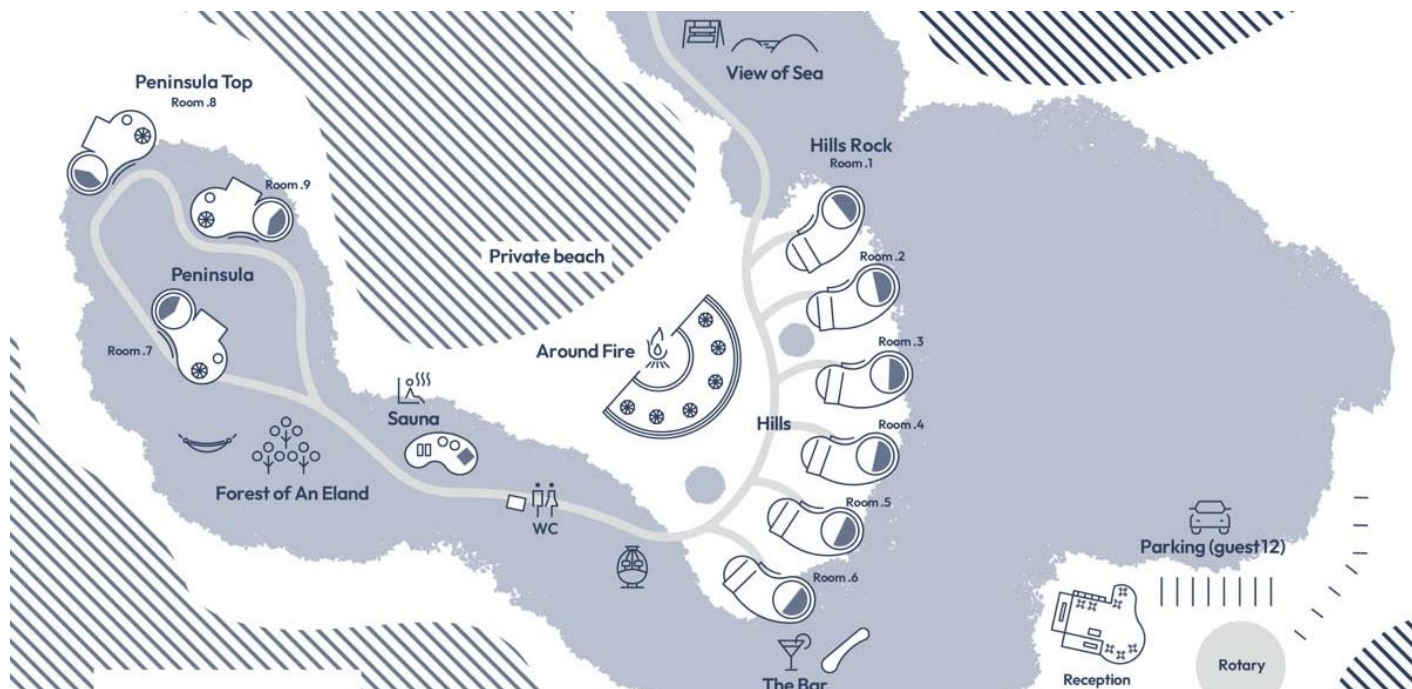 View of Sea
Peninsula Top
Room .8
Hills Rock
Room .1
Room .9
Private beach
Room .2
Peninsula
Room .7
Around Fire
Room .3
Sauna
Hills
Room .4
Forest of An Eland
WC
Room .5
Parking (guest12)
Room .6
The Bar
Reception
Rotary